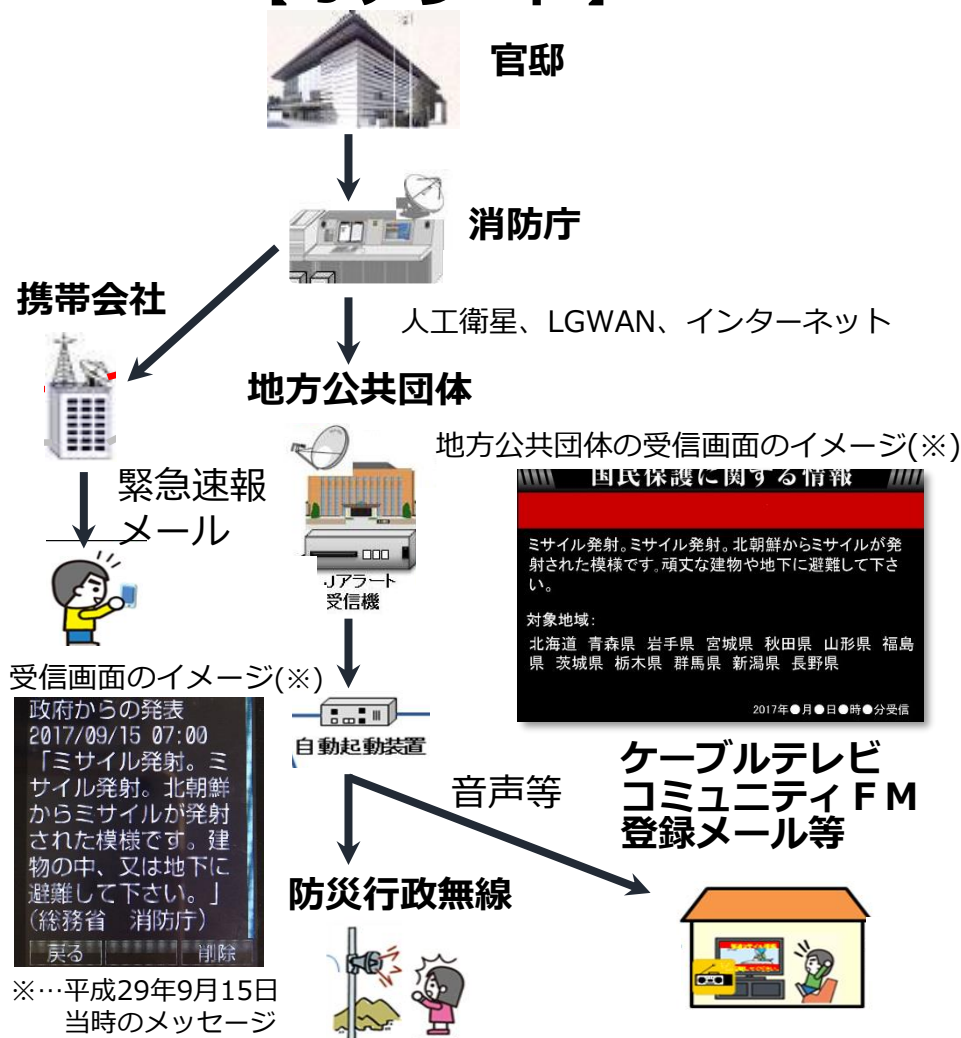 官邸
消防庁
携帯会社
人工衛星、LGWAN、インターネット
地方公共団体
地方公共団体の受信画面のイメージ(※)
緊急速報
メール
国民保護に関する情報
ミサイル発射。ミサイル発射。北朝鮮からミサイルが発
射された模様です。頑丈な建物や地下に避難して下さ
い。
対象地域:
北海道 青森県 岩手県 宮城県 秋田県 山形県 福島
県 茨城県 栃木県 群馬県 新潟県 長野県
2017年●月●日●時●分受信
Jアラート
受信機
受信画面のイメージ(※)
政府からの発表
2017/09/15 07:00
「ミサイル発射。ミ
サイル発射。北朝鮮
からミサイルが発射
された模様です。建
物の中、又は地下に
避難して下さい。」
(総務省 消防庁)
戻る 削除
※…平成29年9月15日
当時のメッセージ
自動起動装置
音声等
ケーブルテレビ
コミュニティFM
登録メール等
防災行政無線